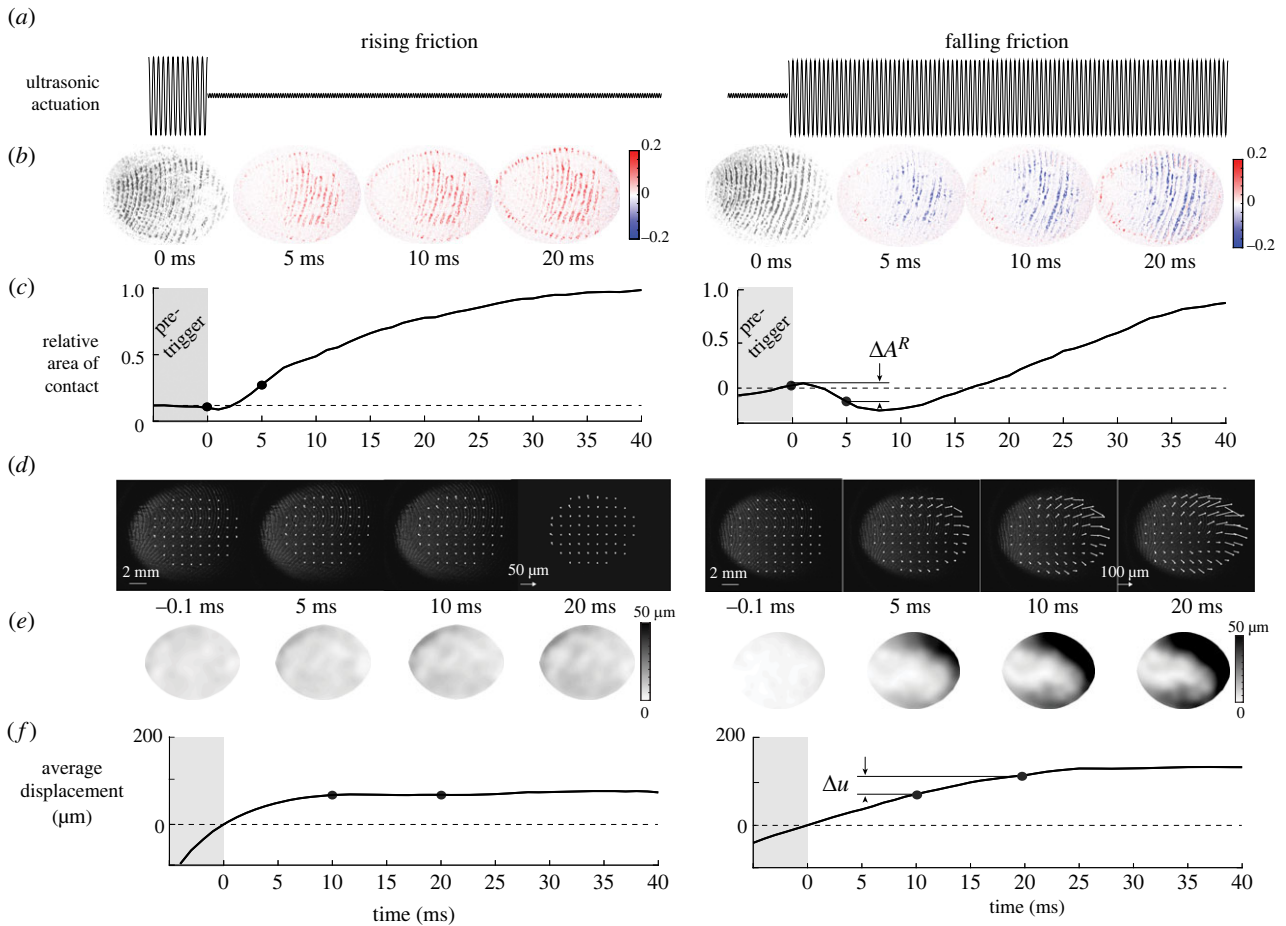 (a)
rising friction
falling friction
ultrasonic
actuation
(b)
0.2
0
–0.2
0.2
0
–0.2
0 ms 5 ms 10 ms 20 ms
0 ms 5 ms 10 ms 20 ms
(c)
relative
area of
contact
1.0
0.5
0
pre-
trigger
0 5 10 15 20 25 30 35 40
1.0
0.5
0
pre-
trigger
ΔA^R
0 5 10 15 20 25 30 35 40
(d)
2 mm
50 μm
–0.1 ms 5 ms 10 ms 20 ms
2 mm
100 μm
–0.1 ms 5 ms 10 ms 20 ms
(e)
50 μm
0
50 μm
0
(f)
average
displacement
(μm)
200
0
0 5 10 15 20 25 30 35 40
time (ms)
200
0
Δu
0 5 10 15 20 25 30 35 40
time (ms)